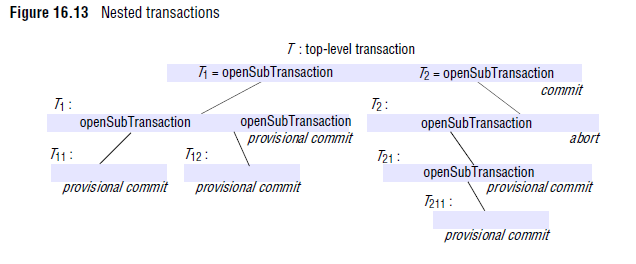 Figure 16.13 Nested transactions
T : top-level transaction
T1 = openSubTransaction T2 = openSubTransaction
commit
T1 : T2 :
openSubTransaction openSubTransaction openSubTransaction
provisional commit abort
T11 : T12 : T21 :
openSubTransaction
provisional commit provisional commit provisional commit
T211 :
provisional commit